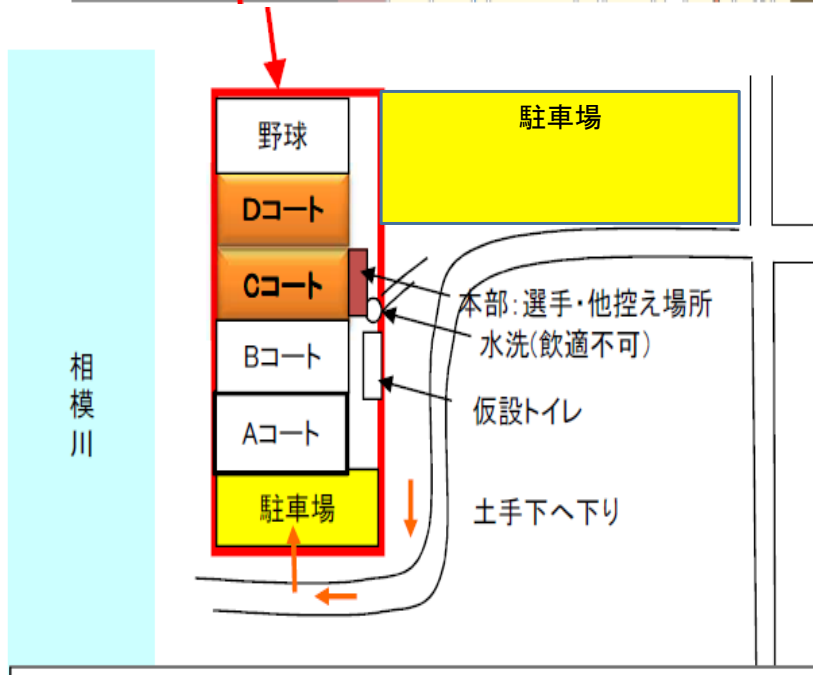 駐車場
野球
Dコート
Cコート
本部:選手・他控え場所
水洗(飲適不可)
Bコート
相模川
仮設トイレ
Aコート
駐車場
土手下へ下り